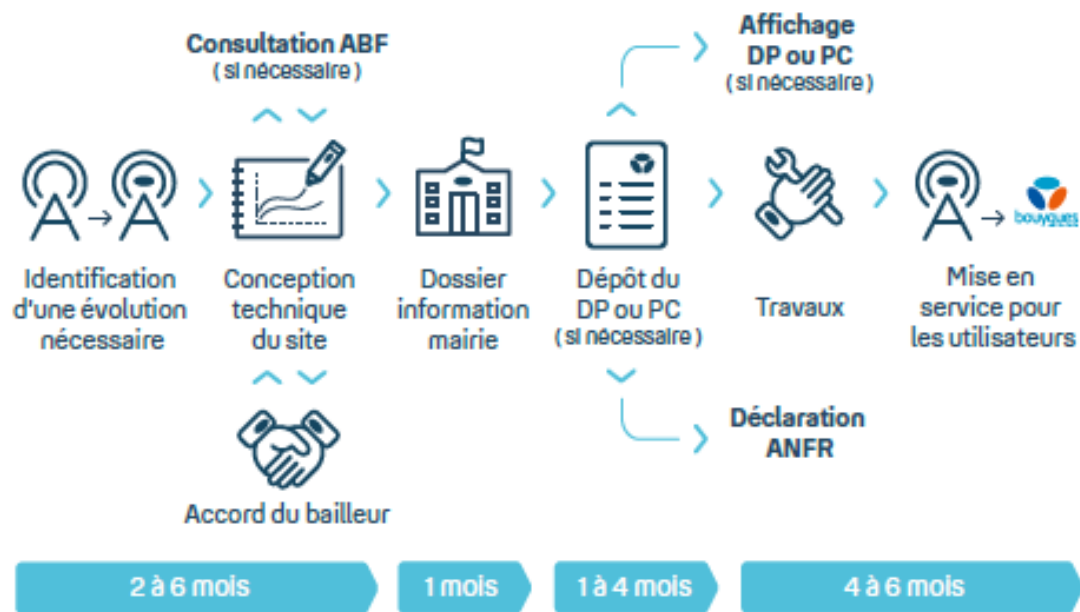 Consultation ABF
( si nécessaire )
Affichage
DP ou PC
( si nécessaire )
bouygues
Identification
d'une évolution
nécessaire
Conception
technique
du site
Dossier
information
mairie
Dépôt du
DP ou PC
( si nécessaire )
Travaux
Mise en
service pour
les utilisateurs
Accord du bailleur
Déclaration
ANFR
2 à 6 mois
1 mois
1 à 4 mois
4 à 6 mois